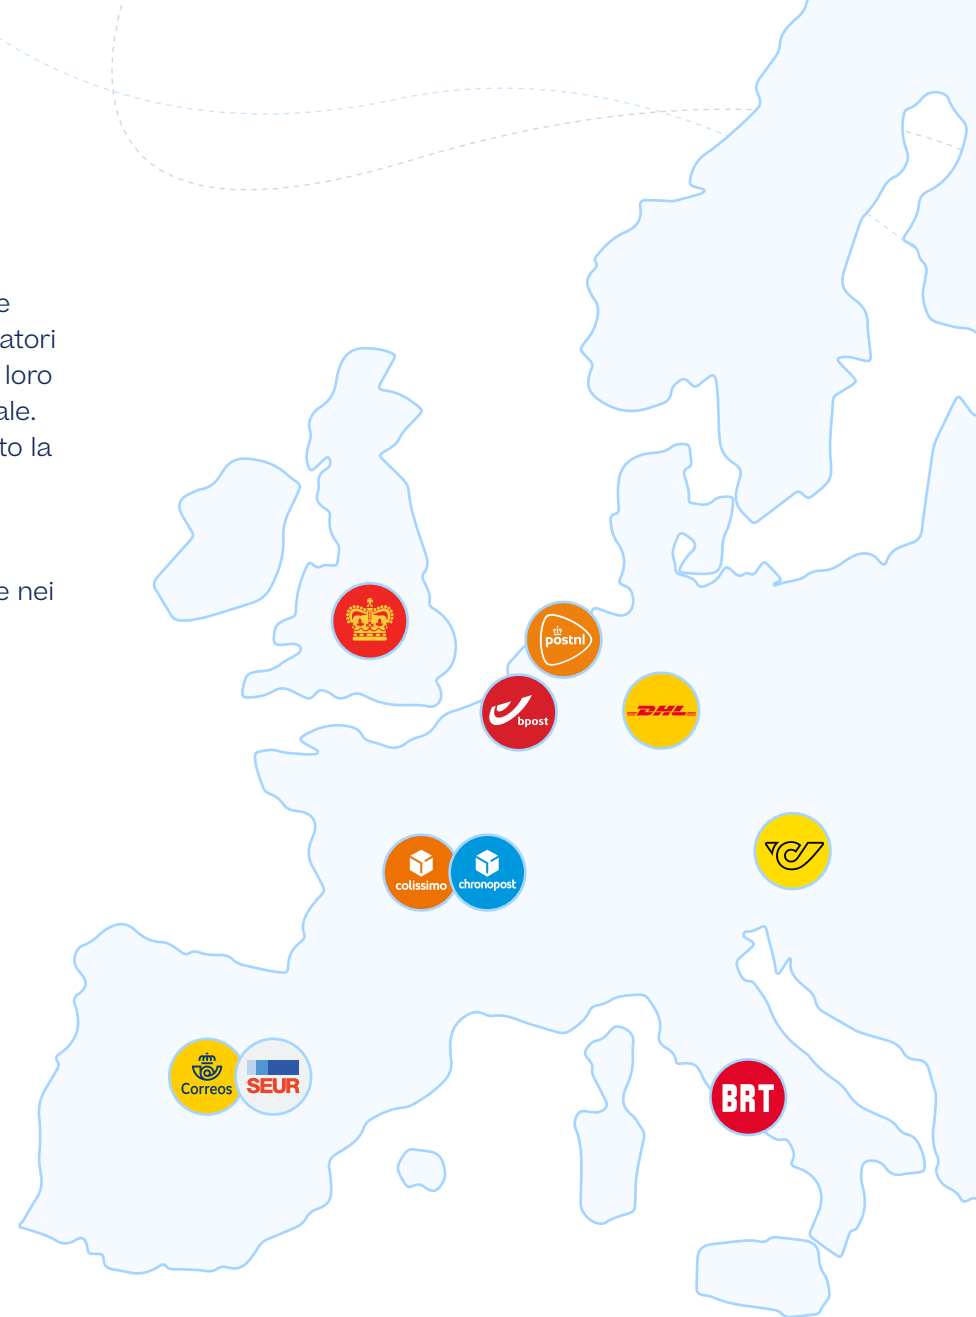 e
atori
loro
ale.
to la
e nei
postnl
bpost
DHL
colissimo
chronopost
Correos
SEUR
BRT